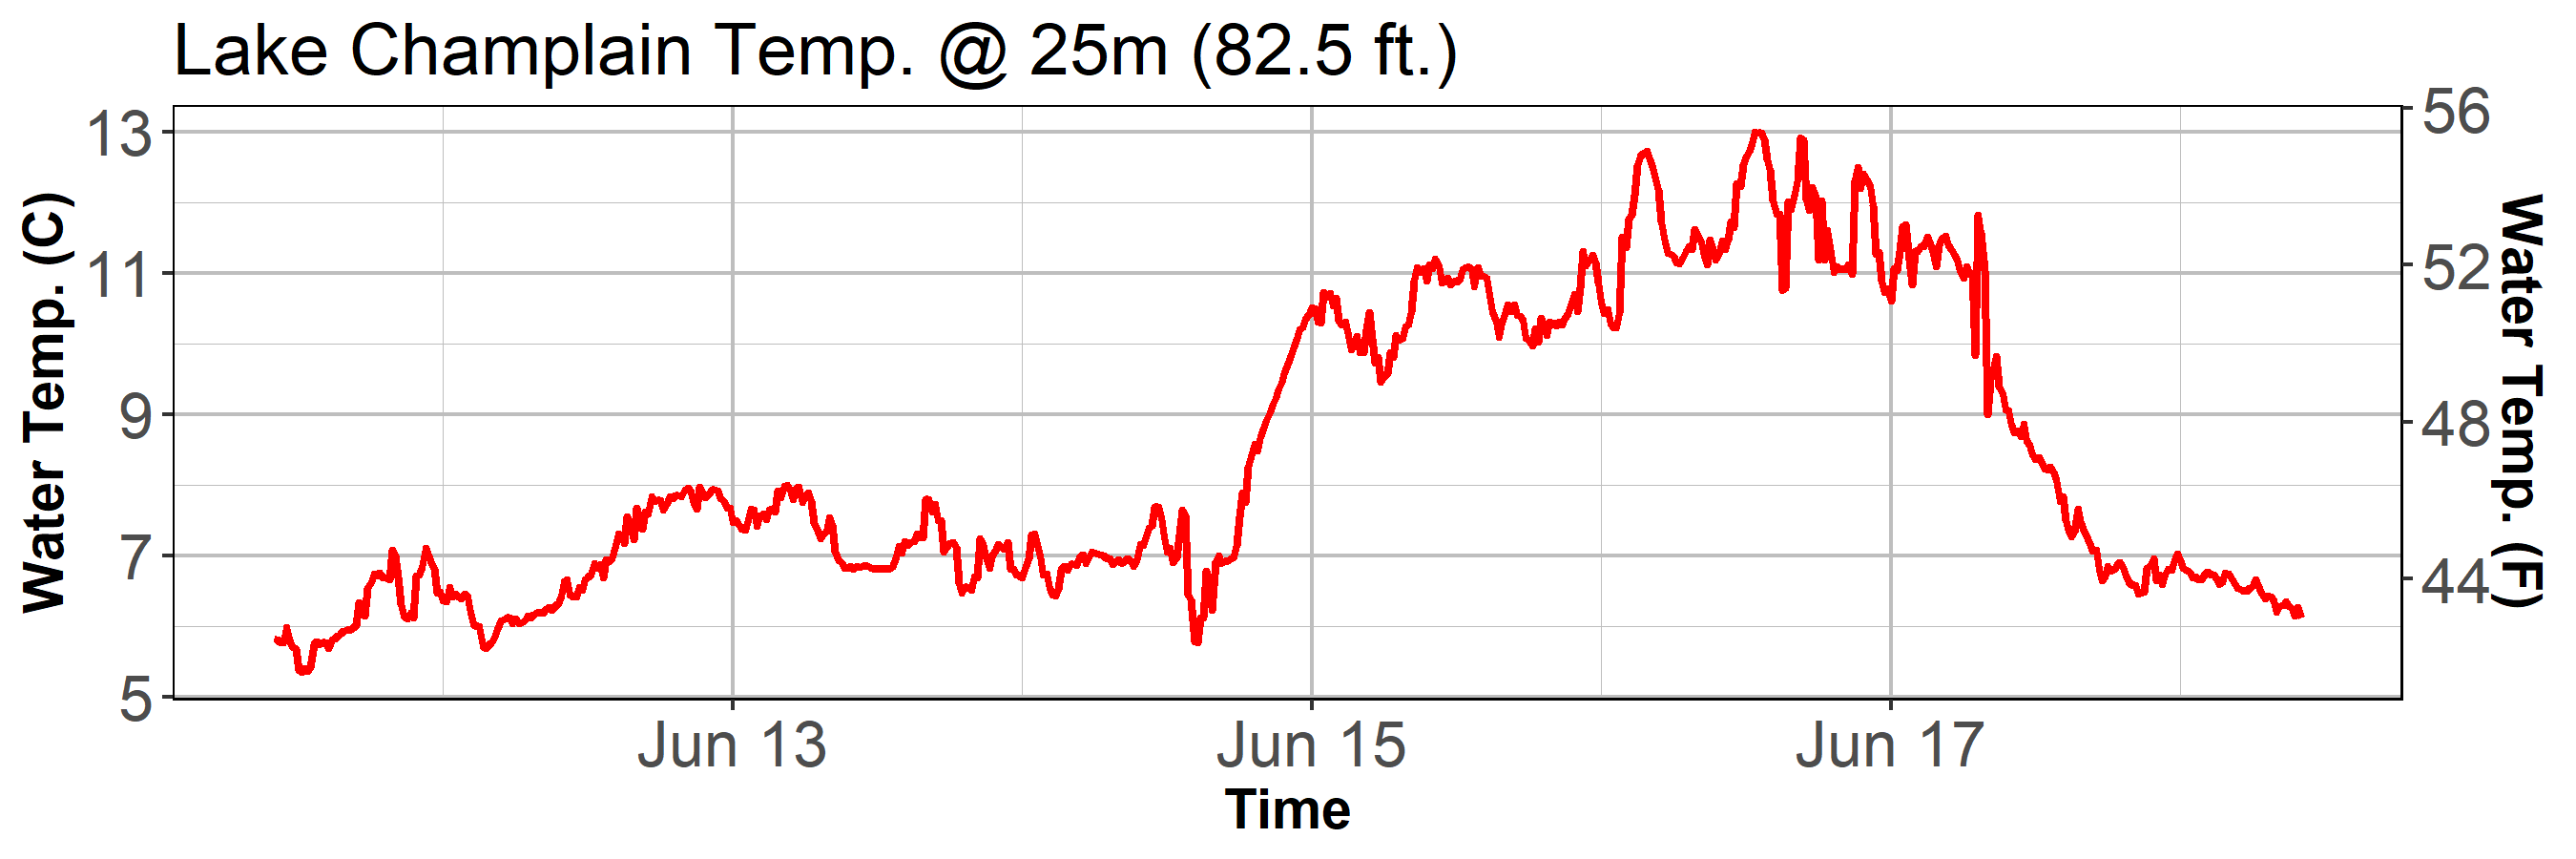 Lake Champlain Temp. @ 25m (82.5 ft.)
Water Temp. (C)
13
11
9
7
5
56
52
48
44
Water Temp. (F)
Jun 13
Jun 15
Jun 17
Time